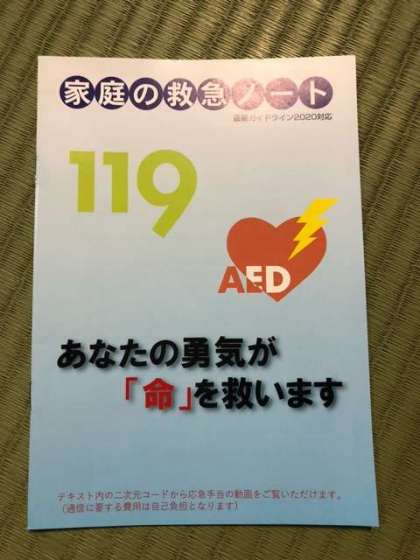 家庭の救急ノート
最新ガイドライン2020対応
119
AED
あなたの勇気が
「命」を救います
テキスト内の二次元コードから応急手当の動画をご覧いただけます。
(通信に要する費用は自己負担となります)